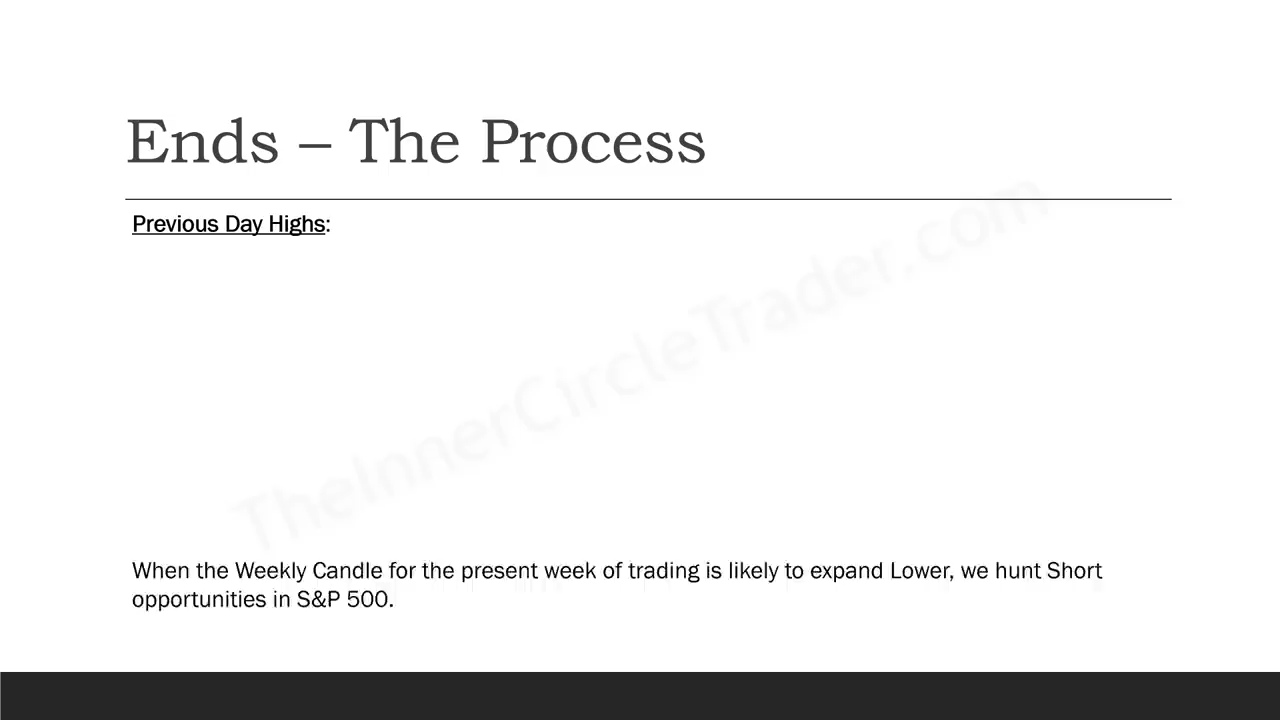 Ends – The Process
Previous Day Highs:
TheInnerCircleTrader.com
When the Weekly Candle for the present week of trading is likely to expand Lower, we hunt Short
opportunities in S&P 500.